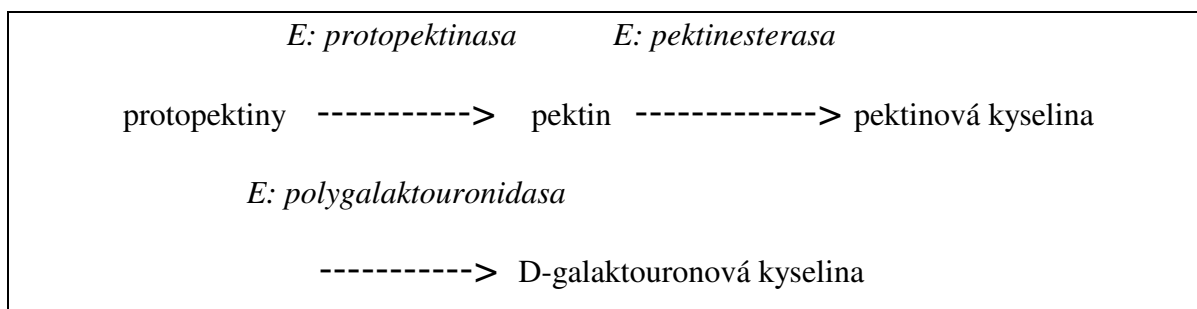 E: protopektinasa E: pektinesterasa
protopektiny -----------> pektin -------------> pektinová kyselina
E: polygalaktouronidasa
-----------> D-galaktouronová kyselina